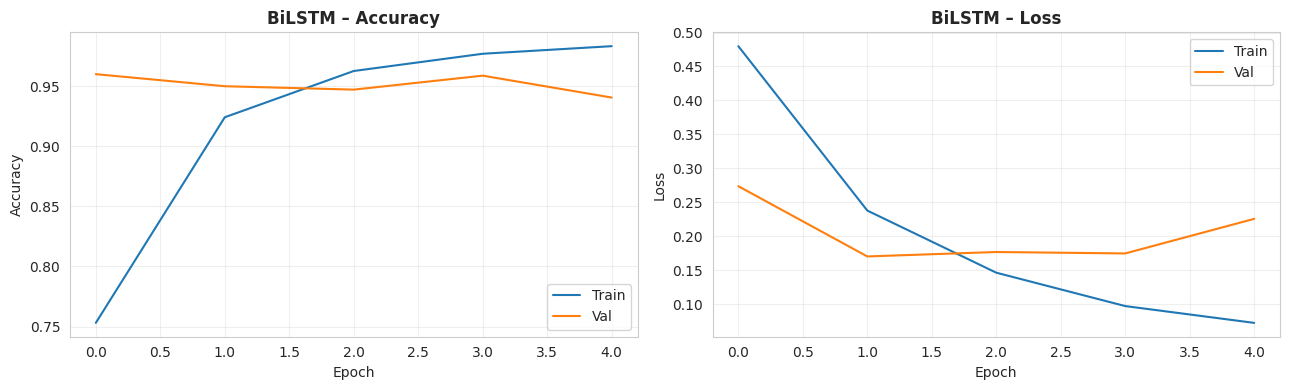 BiLSTM – Accuracy
Accuracy
0.95
0.90
0.85
0.80
0.75
0.0 0.5 1.0 1.5 2.0 2.5 3.0 3.5 4.0
Epoch
Train
Val
BiLSTM – Loss
Loss
0.50
0.45
0.40
0.35
0.30
0.25
0.20
0.15
0.10
0.0 0.5 1.0 1.5 2.0 2.5 3.0 3.5 4.0
Epoch
Train
Val